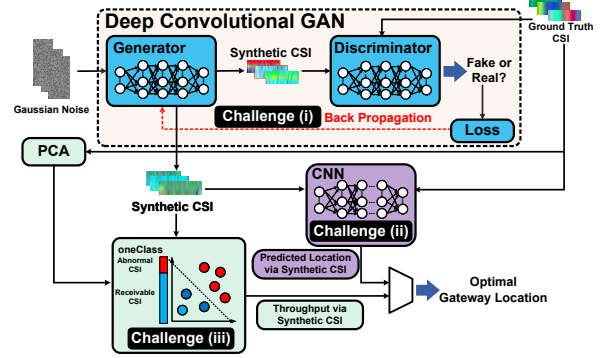 Deep Convolutional GAN
Ground Truth
CSI
Generator
Synthetic CSI
Discriminator
Fake or
Real?
Gaussian Noise
Challenge (i)
Back Propagation
Loss
PCA
CNN
Synthetic CSI
Challenge (ii)
oneClass
Abnormal
CSI
Predicted Location
via Synthetic CSI
Receivable
CSI
Optimal
Gateway Location
Throughput via
Synthetic CSI
Challenge (iii)